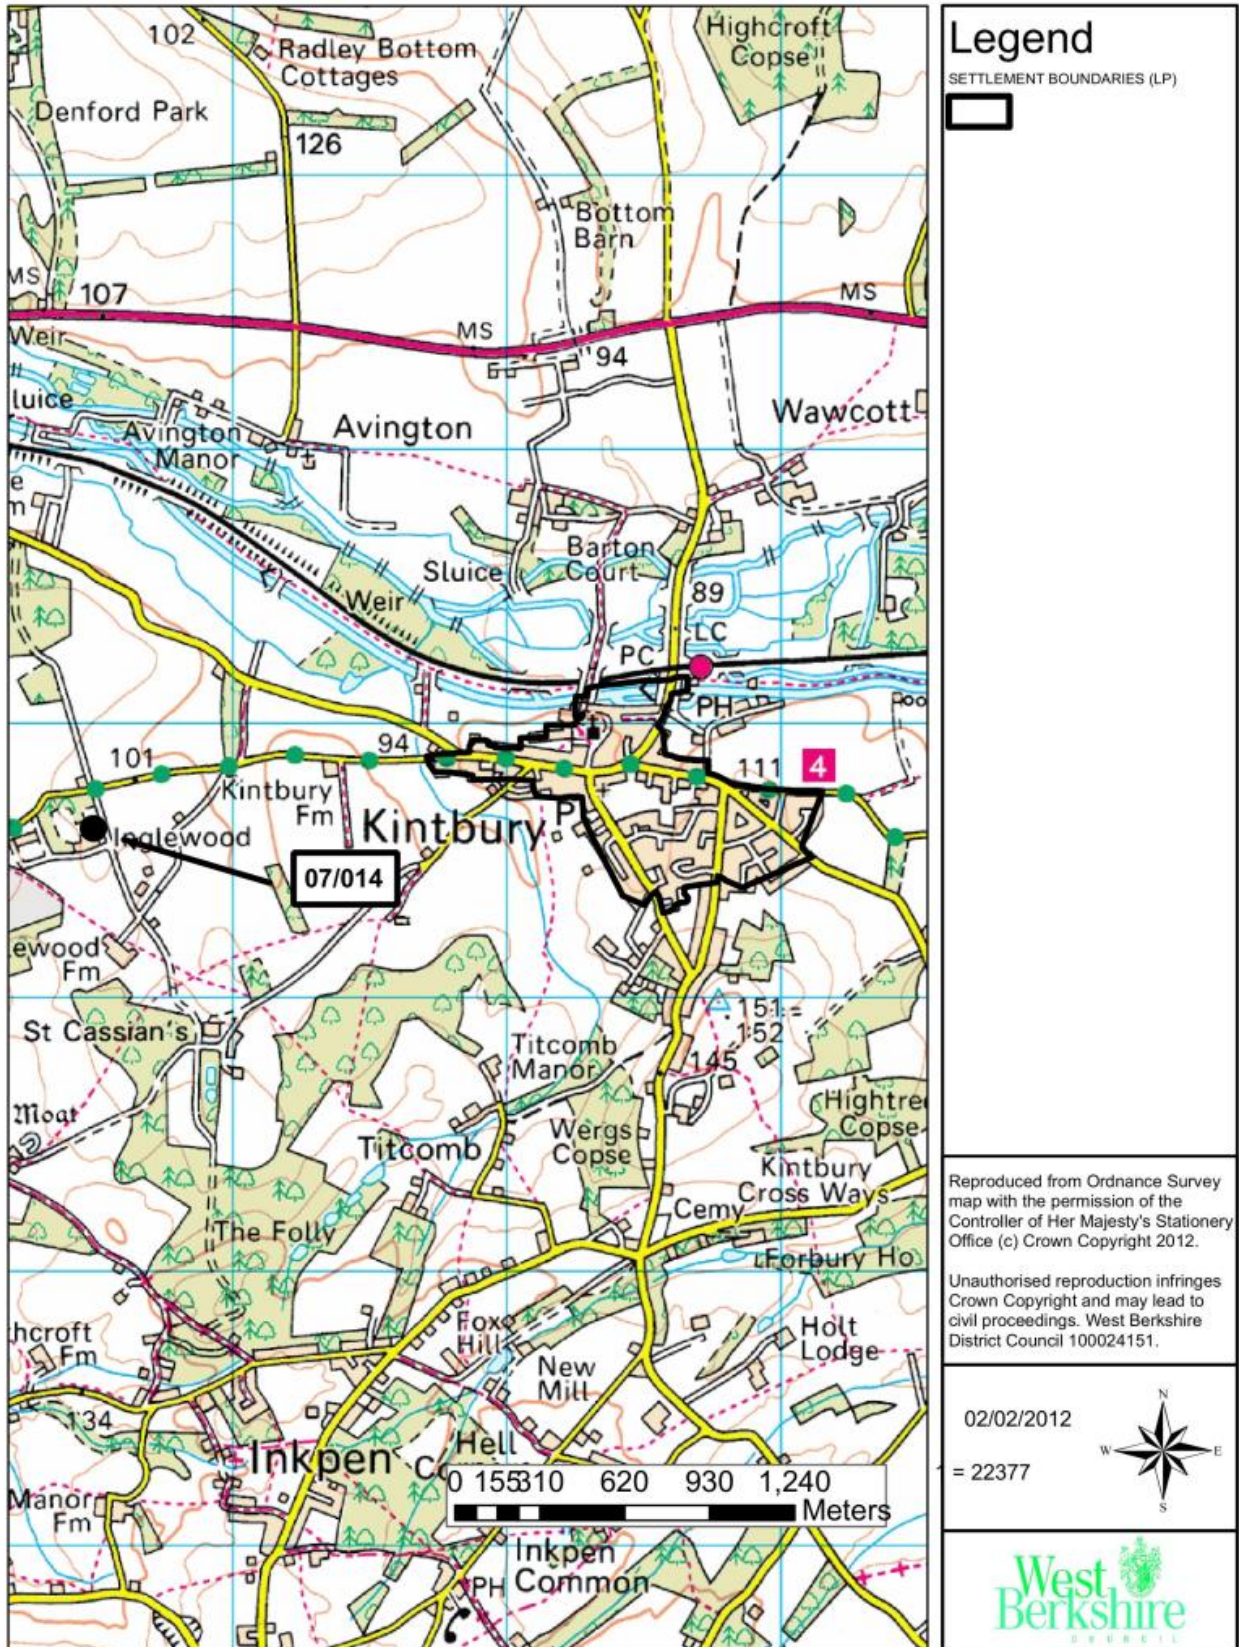 102
Radley Bottom
Cottages
Highcroft
Copse
Denford Park
126
Bottom
Barn
MS
107
MS
MS
Weir
94
luice
Avington
Manor
Avington
Wawcott
Barton
Court
Sluice
Weir
89
LC
PC
PH
101
94
111
4
Kintbury
Fm
Kintbury
P
Inglewood
07/014
ewood
Fm
St Cassian's
151
152
Titcomb
Manor
145
Moat
Hightre
Copse
Titcomb
Wergs
Copse
Kintbury
Cross Ways
Cemy
The Folly
Forbury Ho
hcroft
Fm
Fox
Hill
Holt
Lodge
New
Mill
134
Inkpen
Hell
Co
Manor
Fm
0 155 310 620 930 1,240
Meters
Inkpen
Common
PH
Legend
SETTLEMENT BOUNDARIES (LP)
Reproduced from Ordnance Survey
map with the permission of the
Controller of Her Majesty's Stationery
Office (c) Crown Copyright 2012.
Unauthorised reproduction infringes
Crown Copyright and may lead to
civil proceedings. West Berkshire
District Council 100024151.
02/02/2012
N
W E
S
= 22377
West
Berkshire
COUNCIL